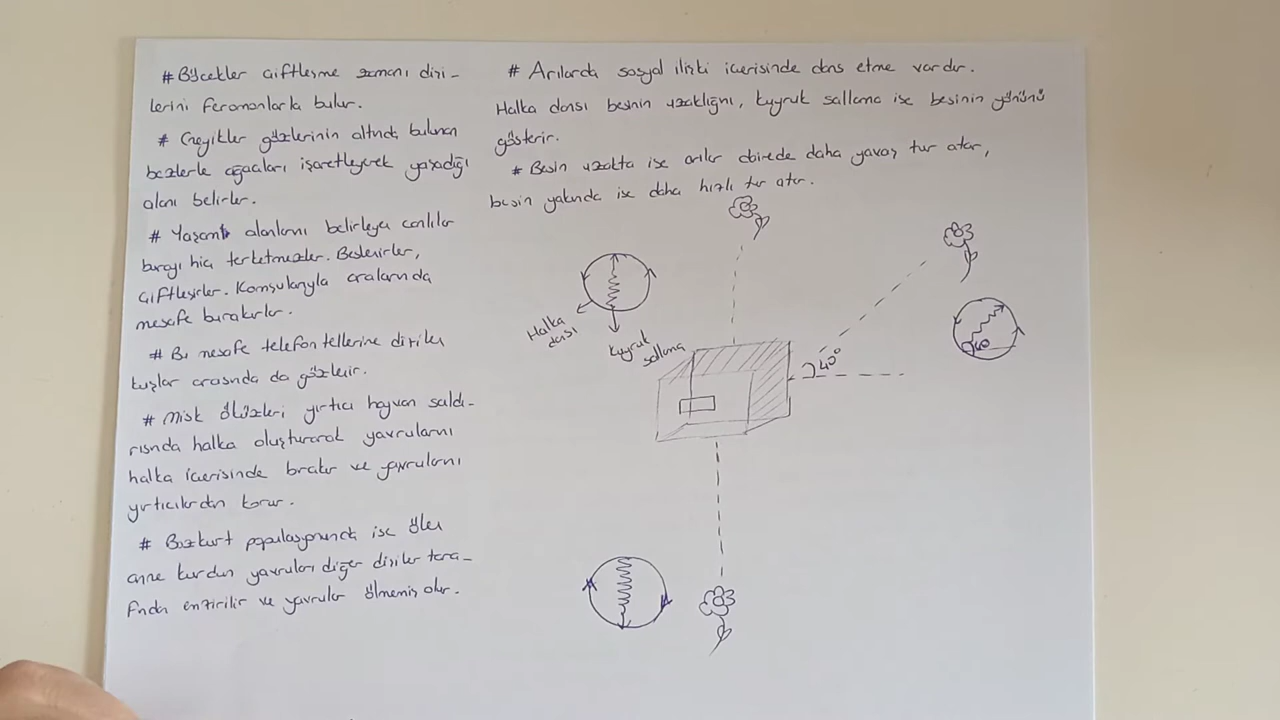 # Böcekler çiftleşme zamanı dişi-
lerini feromonlarla bulur.
# Geyikler gözlerinin altında bulunan
bezlerle ağaçları işaretleyerek yaşadığı
alanı belirler.
# Yaşam alanlarını belirleyen canlılar
burayı hiç terketmezler. Beslenirler,
çiftleşirler. Komşularıyla aralarında
mesafe bırakırlar.
# Bu mesafe telefon tellerine dizilen
kuşlar arasında da gözlenir.
# Misk öküzleri yırtıcı hayvan saldı-
rısında halka oluşturarak yavrularını
halka içerisinde bırakır ve yavrularını
yırtıcılardan korur.
# Bozkurt populasyonunda ise ölen
anne kurdun yavruları diğer dişiler tara-
fından emzirilir ve yavrular ölmemiş olur.
# Arılarda sosyal ilişki içerisinde dans etme vardır.
Halka dansı besinin uzaklığını, kuyruk sallama ise besinin yönünü
gösterir.
# Besin uzakta ise arılar dairede daha yavaş tur atar,
besin yakında ise daha hızlı tur atar.
Halka
dansı
Kuyruk
sallama
40°
40